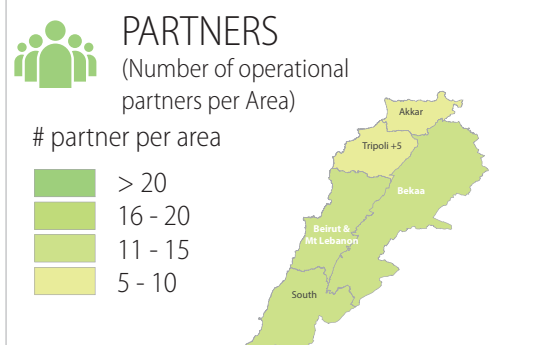 PARTNERS
(Number of operational
partners per Area)
# partner per area
> 20
16 - 20
11 - 15
5 - 10
Akkar
Tripoli +5
Bekaa
Beirut &
Mt Lebanon
South